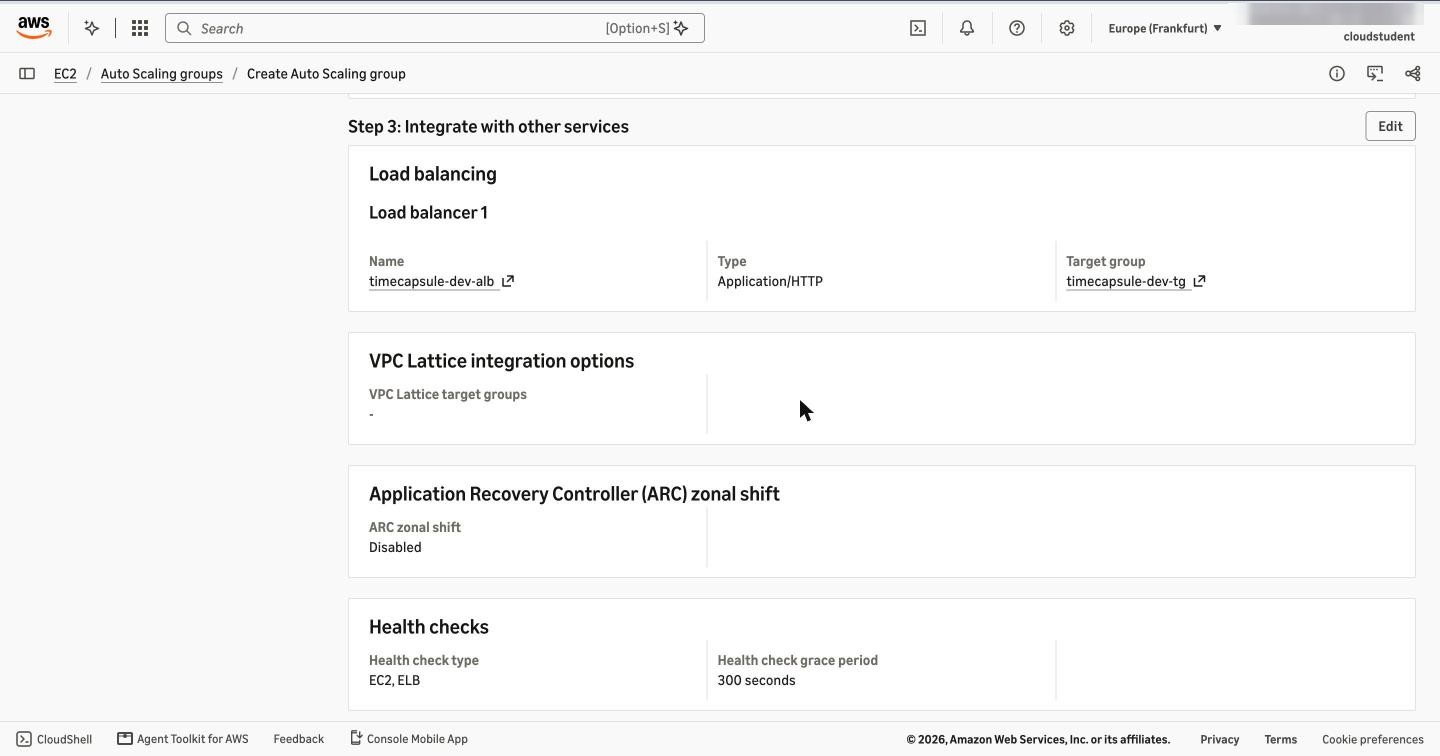 aws
Search [Option+S]
Europe (Frankfurt)
cloudstudent
EC2 / Auto Scaling groups / Create Auto Scaling group
Step 3: Integrate with other services
Edit
Load balancing
Load balancer 1
Name Type Target group
timecapsule-dev-alb Application/HTTP timecapsule-dev-tg
VPC Lattice integration options
VPC Lattice target groups
-
Application Recovery Controller (ARC) zonal shift
ARC zonal shift
Disabled
Health checks
Health check type Health check grace period
EC2, ELB 300 seconds
CloudShell Agent Toolkit for AWS Feedback Console Mobile App © 2026, Amazon Web Services, Inc. or its affiliates. Privacy Terms Cookie preferences